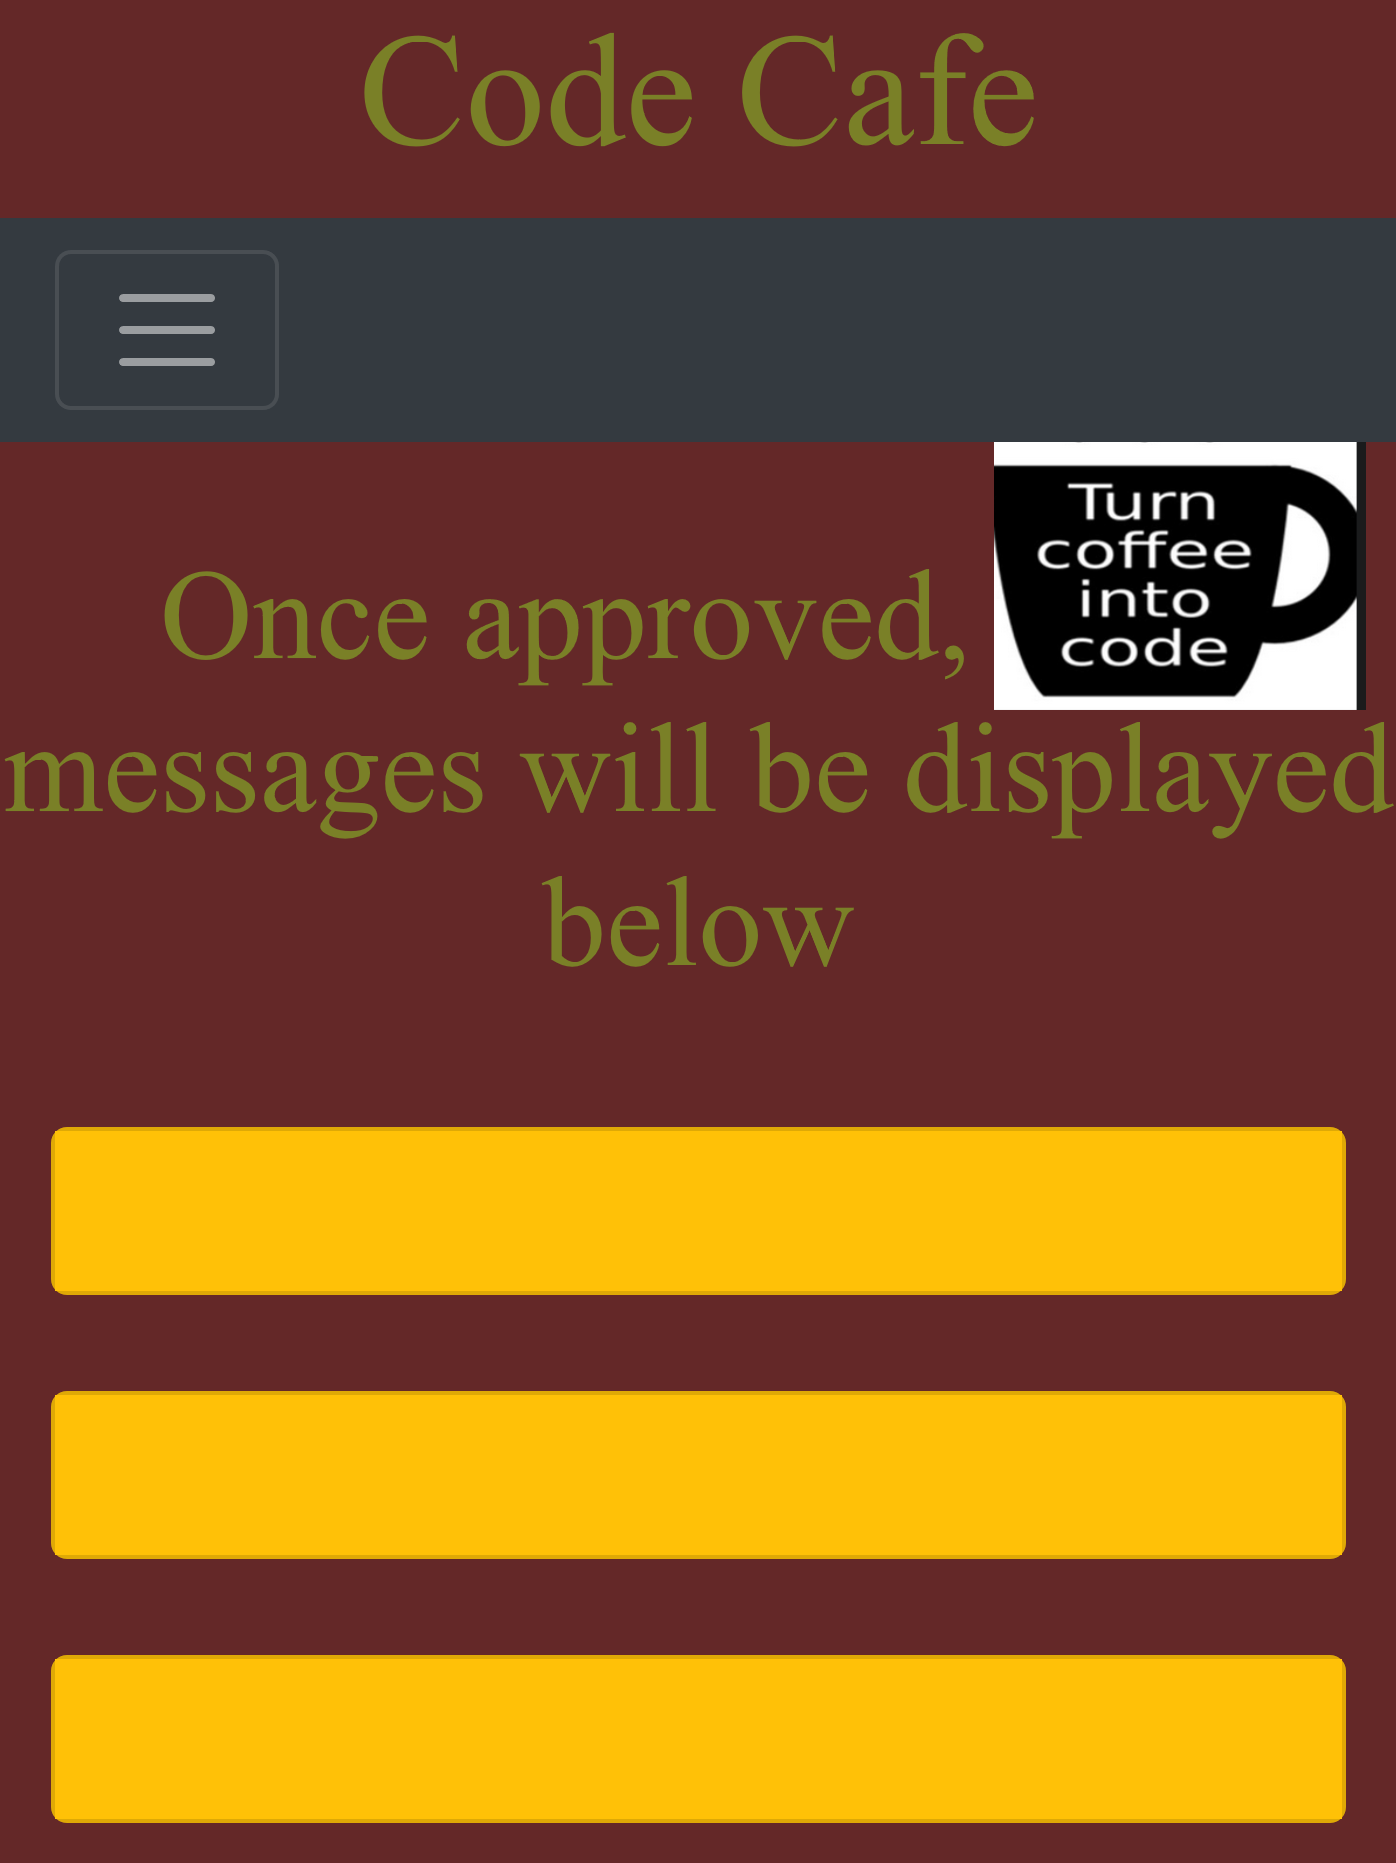 Code Cafe
Turn
coffee
into
code
Once approved,
messages will be displayed
below